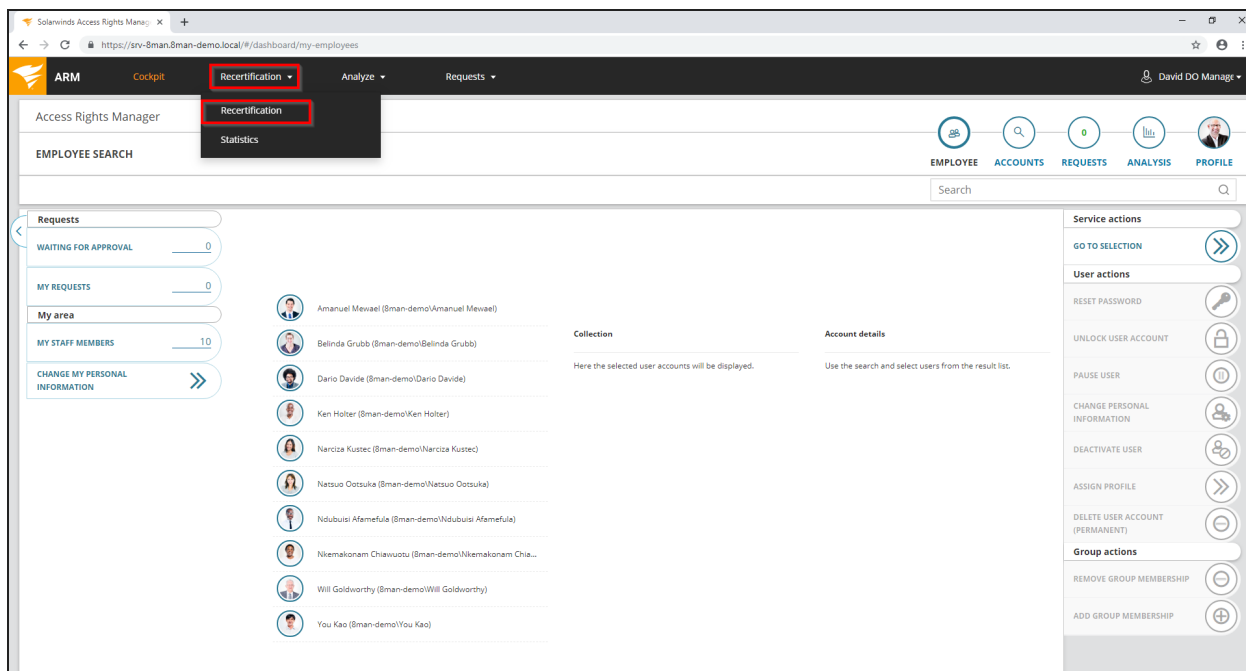 Solarwinds Access Rights Manag
https://srv-8man.8man-demo.local/#/dashboard/my-employees
ARM Cockpit Recertification Analyze Requests David DO Manage
Recertification
Statistics
Access Rights Manager
EMPLOYEE SEARCH
0
EMPLOYEE ACCOUNTS REQUESTS ANALYSIS PROFILE
Search
Requests
WAITING FOR APPROVAL 0
MY REQUESTS 0
My area
MY STAFF MEMBERS 10
CHANGE MY PERSONAL
INFORMATION
Amanuel Mewael (8man-demo\Amanuel Mewael)
Belinda Grubb (8man-demo\Belinda Grubb)
Dario Davide (8man-demo\Dario Davide)
Ken Holter (8man-demo\Ken Holter)
Narciza Kustec (8man-demo\Narciza Kustec)
Natsuo Ootsuka (8man-demo\Natsuo Ootsuka)
Ndubuisi Afamefula (8man-demo\Ndubuisi Afamefula)
Nkemakonam Chiawuotu (8man-demo\Nkemakonam Chia...
Will Goldworthy (8man-demo\Will Goldworthy)
You Kao (8man-demo\You Kao)
Collection
Here the selected user accounts will be displayed.
Account details
Use the search and select users from the result list.
Service actions
GO TO SELECTION
User actions
RESET PASSWORD
UNLOCK USER ACCOUNT
PAUSE USER
CHANGE PERSONAL
INFORMATION
DEACTIVATE USER
ASSIGN PROFILE
DELETE USER ACCOUNT
(PERMANENT)
Group actions
REMOVE GROUP MEMBERSHIP
ADD GROUP MEMBERSHIP